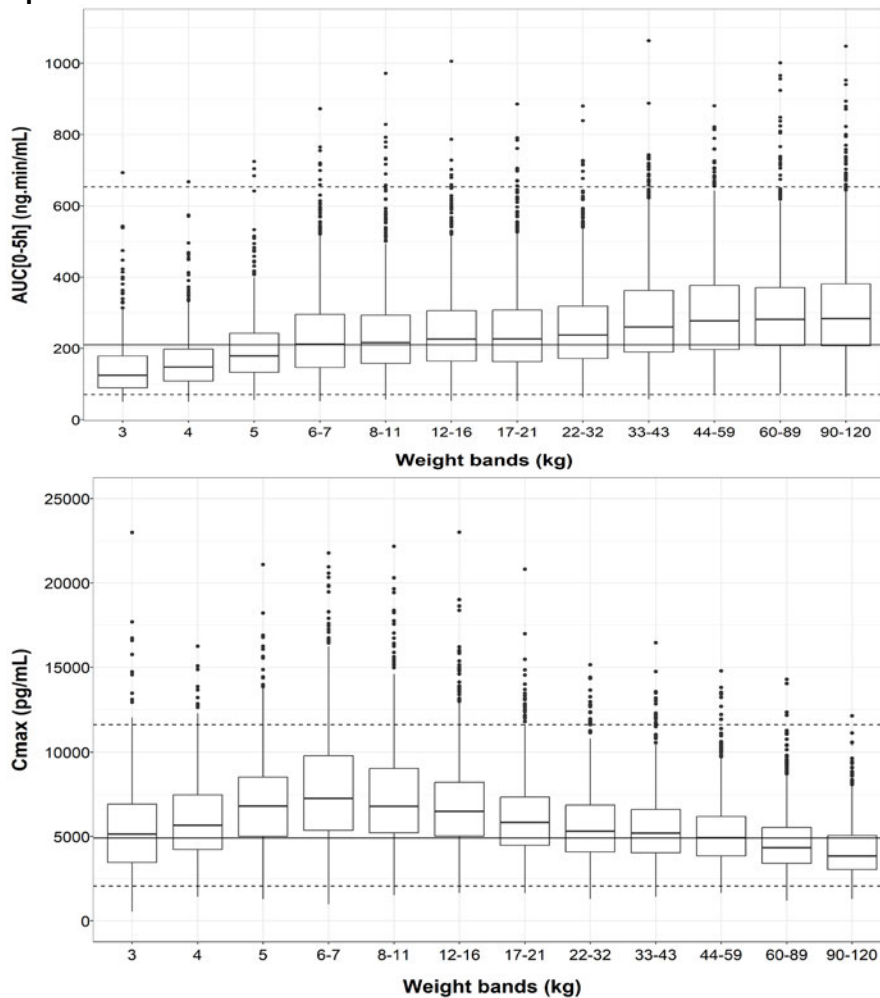 1000
800
600
400
200
0
AUC[0-5h] (ng.min/mL)
3 4 5 6-7 8-11 12-16 17-21 22-32 33-43 44-59 60-89 90-120
Weight bands (kg)
25000
20000
15000
10000
5000
0
Cmax (pg/mL)
3 4 5 6-7 8-11 12-16 17-21 22-32 33-43 44-59 60-89 90-120
Weight bands (kg)